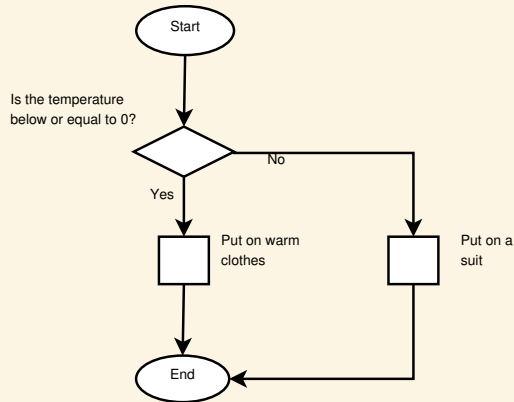 Start
Is the temperature
below or equal to 0?
No
Yes
Put on warm
clothes
Put on a
suit
End